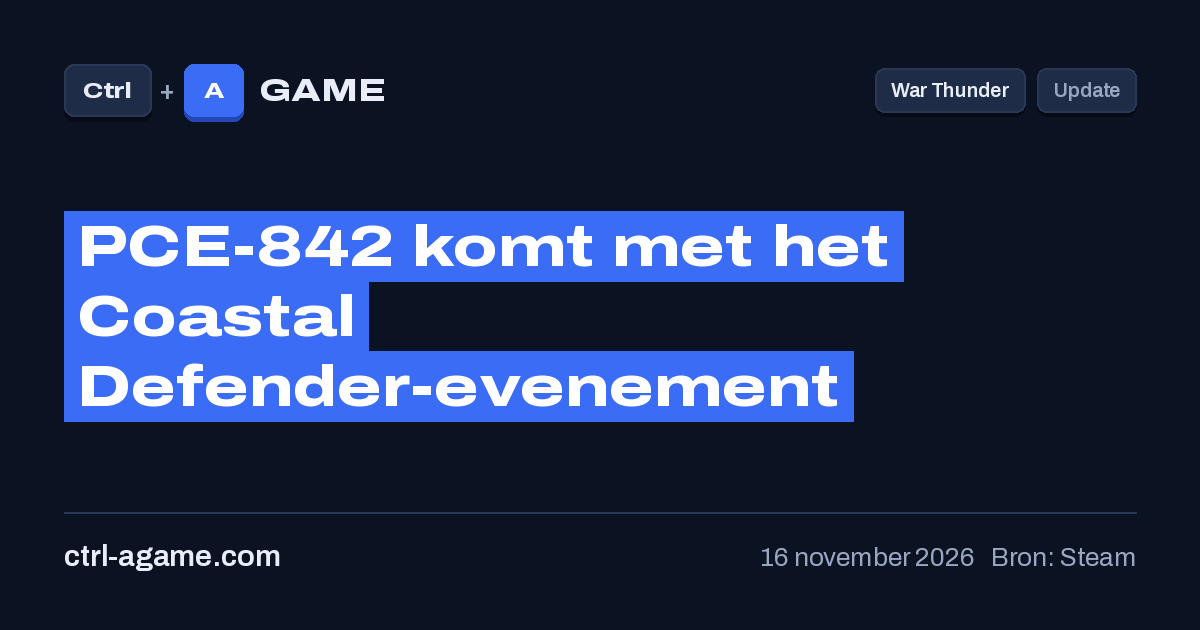 Ctrl + A GAME
War Thunder Update
PCE-842 komt met het
Coastal
Defender-evenement
ctrl-agame.com
16 november 2026 Bron: Steam